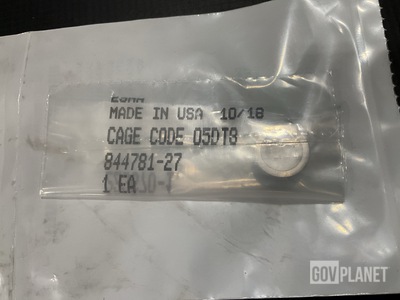 MADE IN USA 10/18
CAGE CODE 05DT8
844781-27
1 EA
GOVPLANET